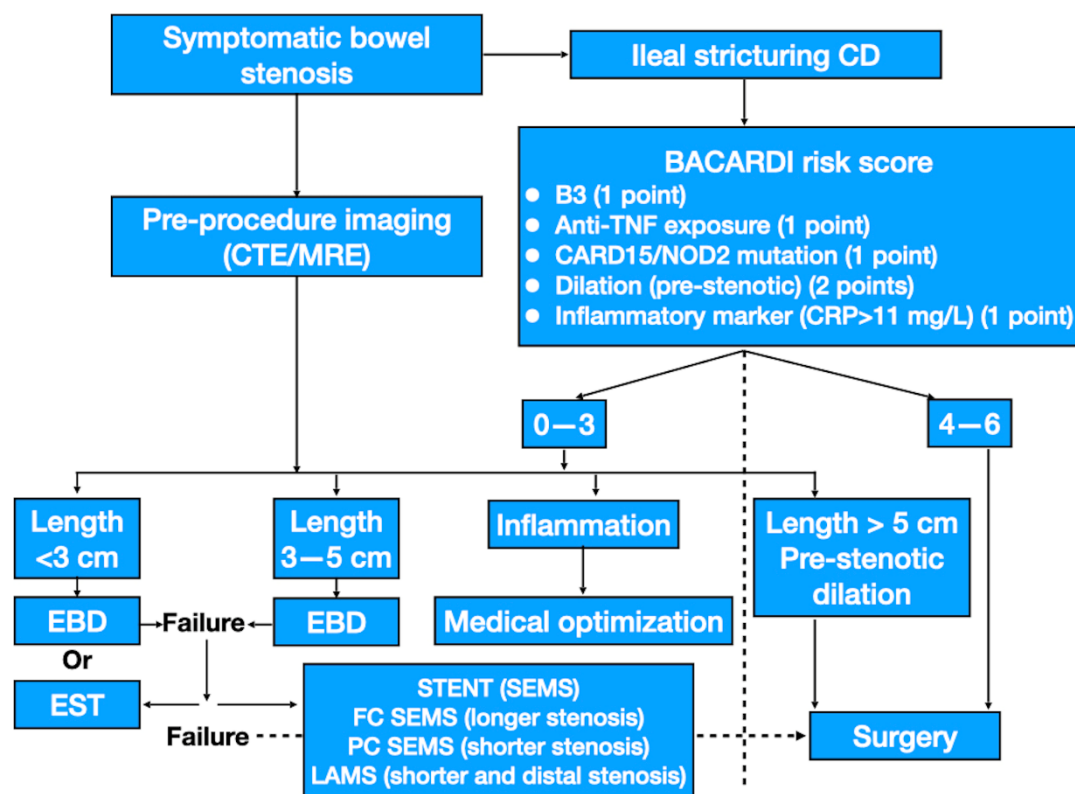 Symptomatic bowel
stenosis
Ileal stricturing CD
BACARDI risk score
● B3 (1 point)
● Anti-TNF exposure (1 point)
● CARD15/NOD2 mutation (1 point)
● Dilation (pre-stenotic) (2 points)
● Inflammatory marker (CRP>11 mg/L) (1 point)
Pre-procedure imaging
(CTE/MRE)
0—3
4—6
Length
<3 cm
Length
3—5 cm
Inflammation
Length > 5 cm
Pre-stenotic
dilation
EBD
Failure
EBD
Medical optimization
Or
EST
Failure
STENT (SEMS)
FC SEMS (longer stenosis)
PC SEMS (shorter stenosis)
LAMS (shorter and distal stenosis)
Surgery